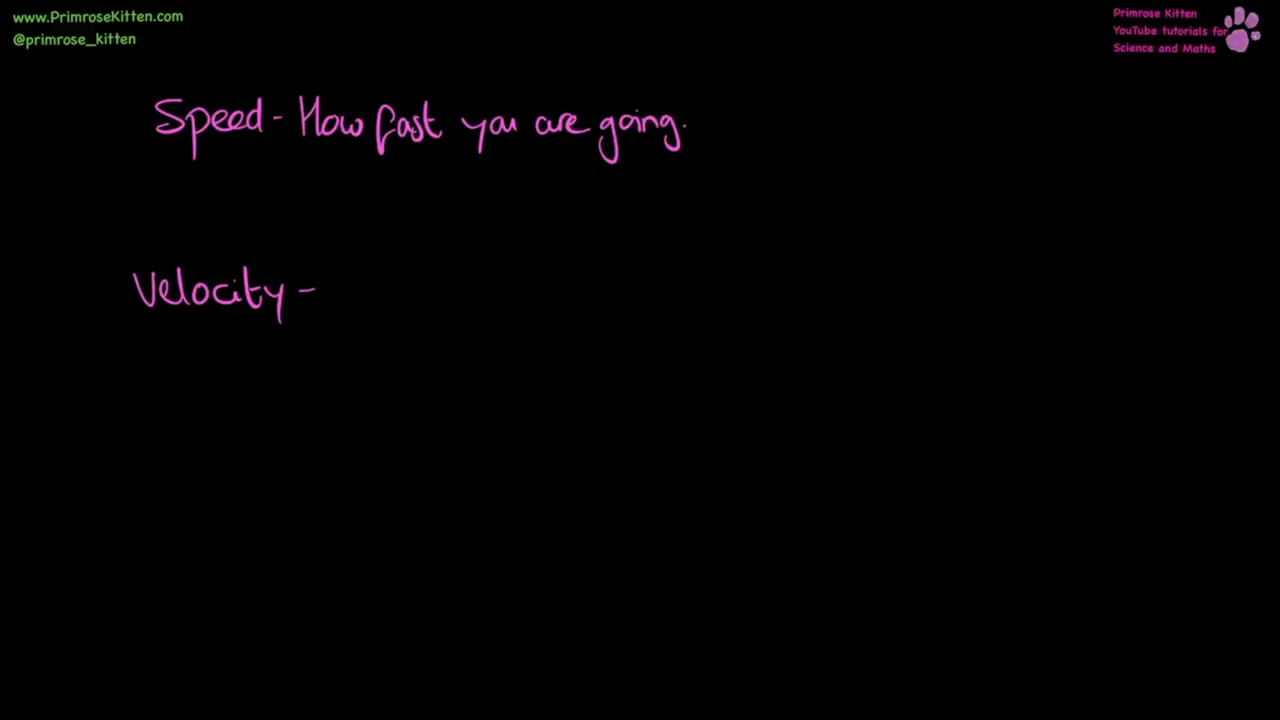 www.PrimroseKitten.com
@primrose_kitten
Primrose Kitten
YouTube tutorials for
Science and Maths
Speed - How fast you are going.
Velocity -